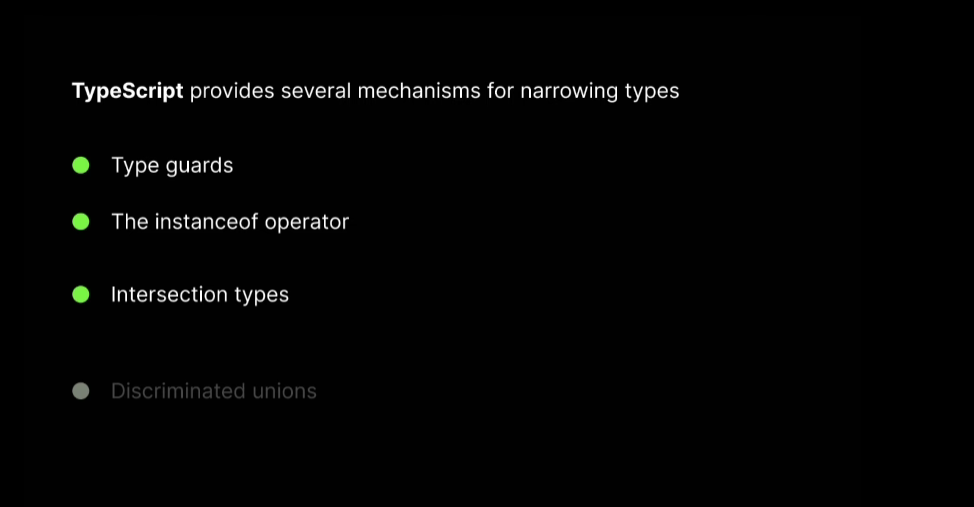 TypeScript provides several mechanisms for narrowing types
Type guards
The instanceof operator
Intersection types
Discriminated unions